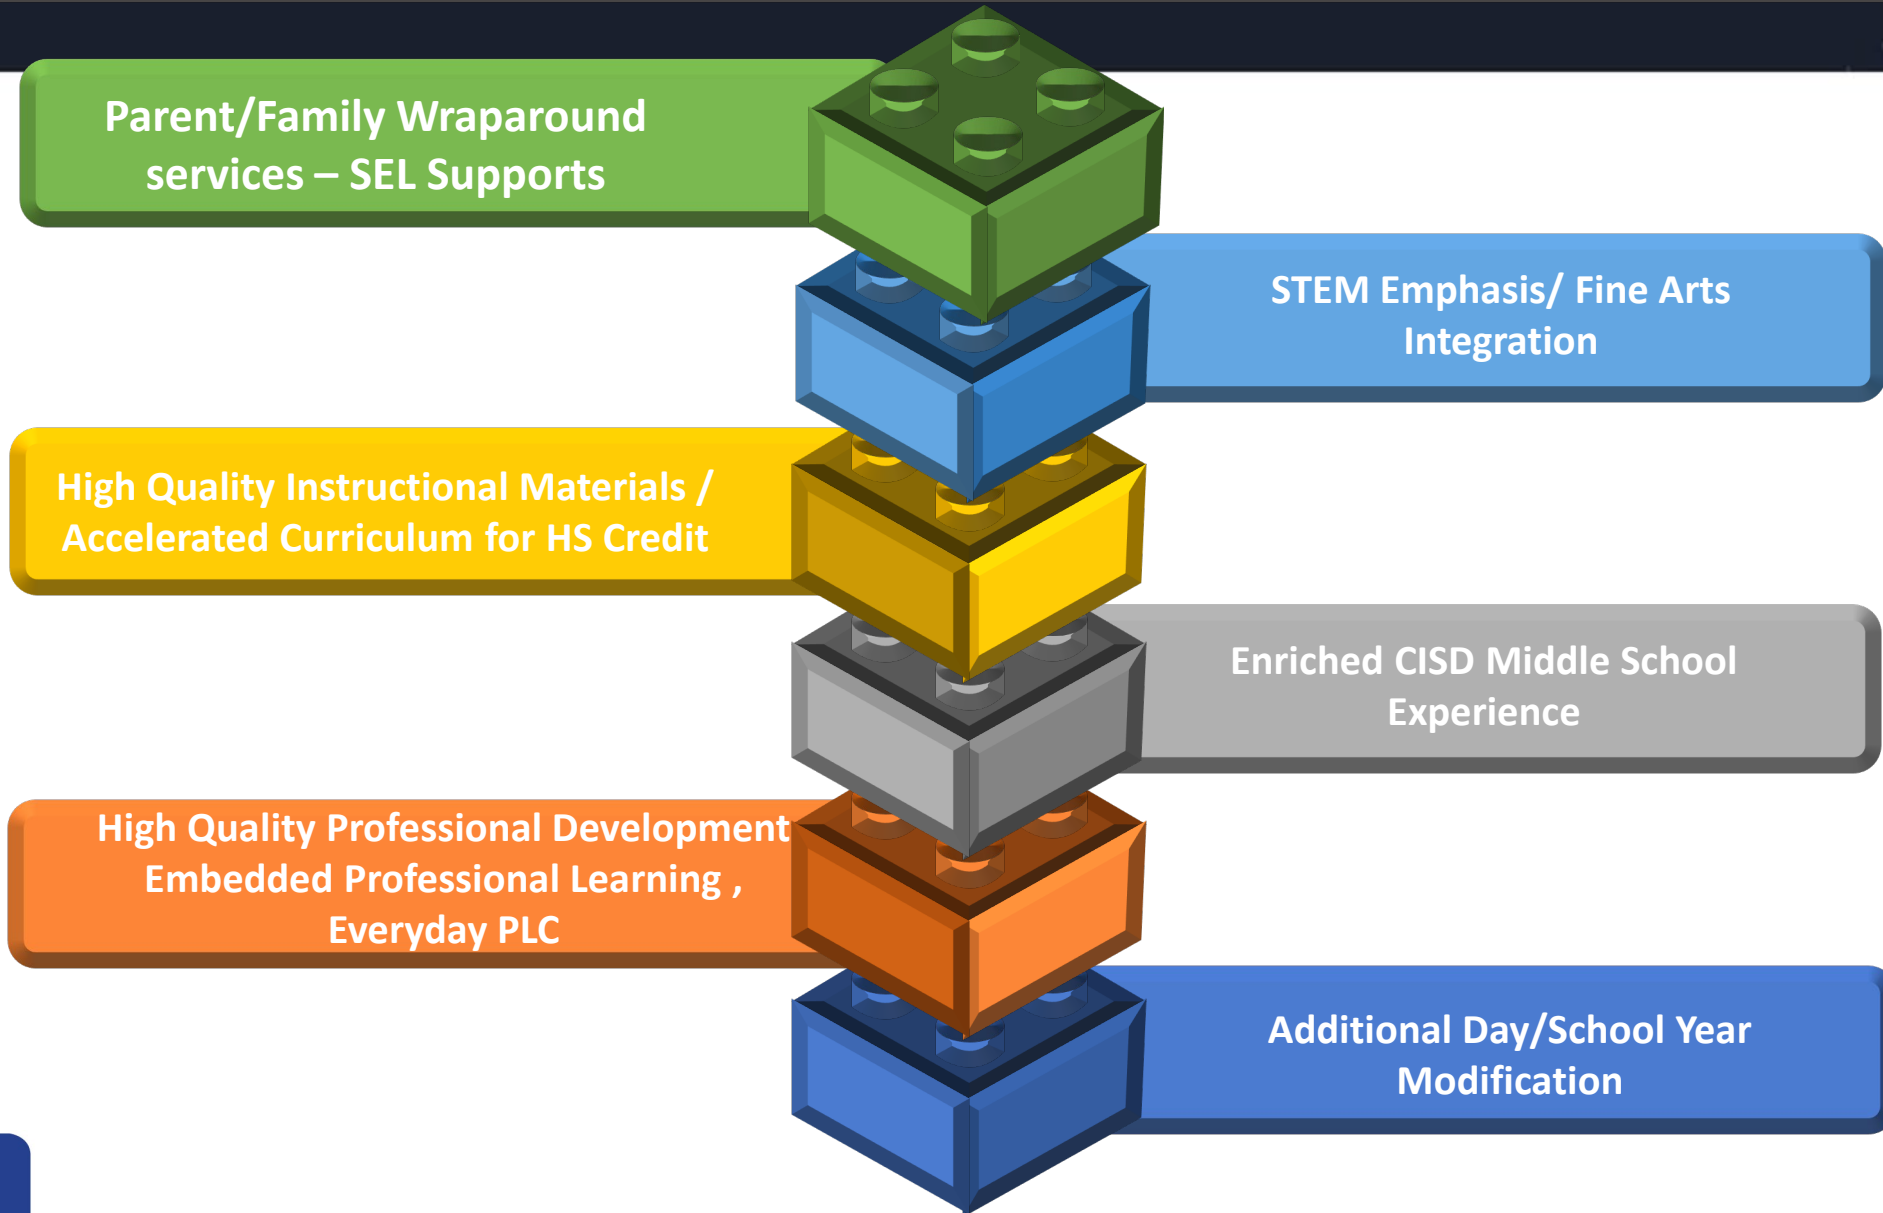 Parent/Family Wraparound
services – SEL Supports
STEM Emphasis/ Fine Arts
Integration
High Quality Instructional Materials /
Accelerated Curriculum for HS Credit
Enriched CISD Middle School
Experience
High Quality Professional Development
Embedded Professional Learning ,
Everyday PLC
Additional Day/School Year
Modification